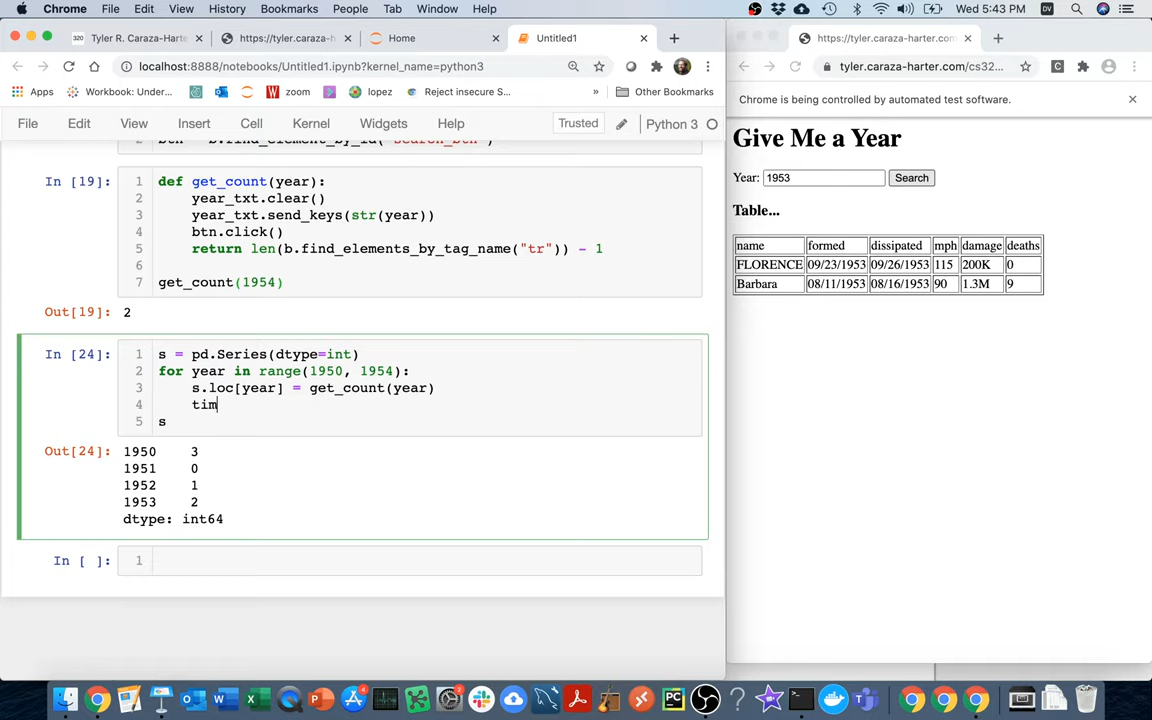 Chrome File Edit View History Bookmarks People Tab Window Help Wed 5:43 PM
320 Tyler R. Caraza-Harte https://tyler.caraza-h Home Untitled1
https://tyler.caraza-harter.com
localhost:8888/notebooks/Untitled1.ipynb?kernel_name=python3
tyler.caraza-harter.com/cs32...
Apps Workbook: Under... zoom lopez Reject insecure S... » Other Bookmarks
Chrome is being controlled by automated test software.
File Edit View Insert Cell Kernel Widgets Help Trusted Python 3
2 btn = b.find_element_by_id("search_btn")
In [19]:
1 def get_count(year):
2 year_txt.clear()
3 year_txt.send_keys(str(year))
4 btn.click()
5 return len(b.find_elements_by_tag_name("tr")) - 1
6
7 get_count(1954)
Out[19]: 2
In [24]:
1 s = pd.Series(dtype=int)
2 for year in range(1950, 1954):
3 s.loc[year] = get_count(year)
4 tim
5 s
Out[24]:
1950 3
1951 0
1952 1
1953 2
dtype: int64
In [ ]: 1
Give Me a Year
Year: 1953 Search
Table...
name formed dissipated mph damage deaths
FLORENCE 09/23/1953 09/26/1953 115 200K 0
Barbara 08/11/1953 08/16/1953 90 1.3M 9